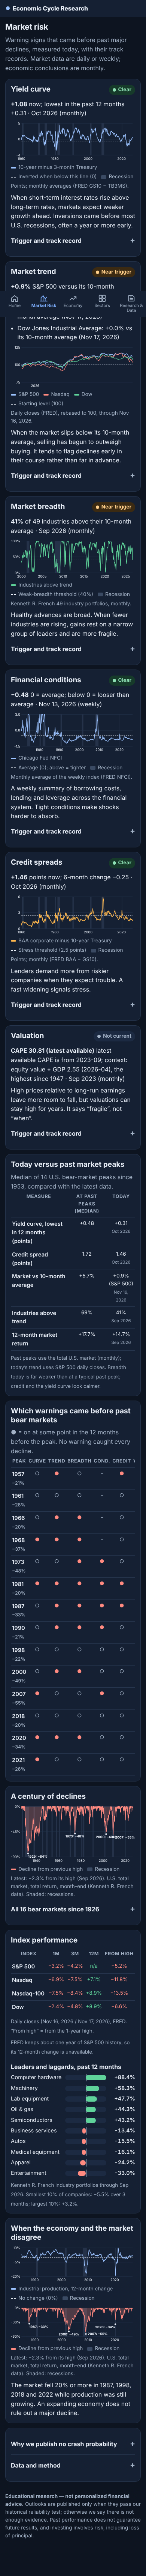 Economic Cycle Research
Market risk
Warning signs that came before past major
declines, measured today, with their track
records. Market data are daily or weekly;
economic conclusions are monthly.
Yield curve
Clear
+1.08 now; lowest in the past 12 months
+0.31 · Oct 2026 (monthly)
10-year minus 3-month Treasury
Inverted when below this line (0) Recession
Points; monthly averages (FRED GS10 − TB3MS).
When short-term interest rates rise above
long-term rates, markets expect weaker
growth. Inversions came before most
U.S. recessions, often a year or more early.
Trigger and track record +
Market trend
Near trigger
+0.9% S&P 500 versus its 10-month
Home
Market Risk
Economy
Sectors
Research &
Data
Dow Jones Industrial Average: +0.0% vs
its 10-month average (Nov 17, 2026)
S&P 500 Nasdaq Dow
Starting level (100)
Daily closes (FRED), released to 100, through Nov
16, 2026.
When the market slips below its 10-month
average, selling has begun to outweigh
buying. It tends to flag declines early in
their course rather than far in advance.
Trigger and track record +
Market breadth
Near trigger
41% of 49 industries above their 10-month
average · Sep 2026 (monthly)
Industries above trend
Weak-breadth threshold (40%) Recession
Kenneth R. French 49 industry portfolios, monthly.
Healthy advances are broad. When fewer
industries are rising, gains rest on a small
group and are more fragile.
Trigger and track record +
Financial conditions
Clear
−0.48 0 = average; below 0 = looser than
average · Nov 13, 2026 (weekly)
Chicago Fed NFCI
Average (0); above = tighter Recession
Monthly average of the weekly index (FRED NFCI).
A weekly summary of borrowing costs,
lending and leverage across the financial
system. Tight conditions make shocks
harder to absorb.
Trigger and track record +
Credit spreads
Clear
+1.46 points now; 6-month change −0.25 ·
Oct 2026 (monthly)
BAA corporate minus 10-year Treasury
Stress threshold (2.5 points) Recession
Points; monthly (FRED BAA − GS10).
Lenders demand more from riskier
companies when they expect trouble. A
fast widening signals stress.
Trigger and track record +
Valuation
Not current
CAPE 30.81 (latest available) latest
available CAPE is from 2023-09; context:
equity value ÷ GDP 2.55 (2026-04), the
highest since 1947 · Sep 2023 (monthly)
High prices relative to long-run earnings
leave more room to fall, but valuations can
stay high for years. It says “fragile”, not
“when”.
Trigger and track record +
Today versus past market peaks
Median of 14 U.S. bear-market peaks since
1953, compared with the latest data.
MEASURE AT PAST PEAKS (MEDIAN) TODAY
Yield curve, lowest in 12 months (points) +0.46 +0.31 Oct 2026
Credit spread (points) 1.72 1.46 Oct 2026
Market vs 10-month average +5.7% +0.9% (S&P 500) Nov 16, 2026
Industries above trend 69% 41% Sep 2026
12-month market return +17.7% +14.7% Sep 2026
Past peaks use the total U.S. market (monthly);
today's trend uses S&P 500 daily closes. Breadth
is far weaker than at a typical past peak;
credit and the yield curve look calmer.
Which warnings came before past
bear markets
= on at some point in the 12 months
before the peak. No warning caught every
decline.
PEAK CURVE TREND BREADTH COND. CREDIT
1957 −21%
1961 −28%
1966 −20%
1968 −37%
1973 −48%
1981 −20%
1987 −33%
1990 −21%
1998 −22%
2000 −49%
2007 −55%
2018 −20%
2020 −34%
2021 −26%
A century of declines
Decline from previous high Recession
Latest: −2.3% from its high (Sep 2026). U.S. total
market, total return, month-end (Kenneth R. French
data). Shaded: recessions.
All 16 bear markets since 1926 +
Index performance
INDEX 1M 3M 12M FROM HIGH
S&P 500 −3.2% −4.2% n/a −5.2%
Nasdaq −6.9% −7.5% +7.1% −11.8%
Nasdaq-100 −7.5% −8.4% +8.9% −13.5%
Dow −2.4% −4.6% +8.9% −6.6%
Daily closes (Nov 16, 2026 / Nov 17, 2026), FRED.
“From high” = from the 1-year high.
FRED keeps about one year of S&P 500 history, so
its 12-month change is unavailable.
Leaders and laggards, past 12 months
Computer hardware +88.4%
Machinery +58.3%
Lab equipment +47.7%
Oil & gas +44.3%
Semiconductors +43.2%
Business services −13.4%
Autos −15.5%
Medical equipment −16.1%
Apparel −24.2%
Entertainment −33.0%
Kenneth R. French industry portfolios through Sep
2026. Smallest 10% of companies: −5.5% over 3
months; largest 10%: +3.2%.
When the economy and the market
disagree
Industrial production, 12-month change
No change (0%) Recession
Decline from previous high
Latest: −2.3% from its high (Sep 2026). U.S. total
market, total return, month-end (Kenneth R. French
data). Shaded: recessions.
The market fell 20% or more in 1987, 1998,
2018 and 2022 while production was still
growing. An expanding economy does not
rule out a major decline.
Why we publish no crash probability +
Data and method +
Educational research — not personalized financial
advice. Outlooks are published only when they pass our
historical reliability test; otherwise we say there is not
enough evidence. Past performance does not guarantee
future results, and investing involves risk, including loss
of principal.